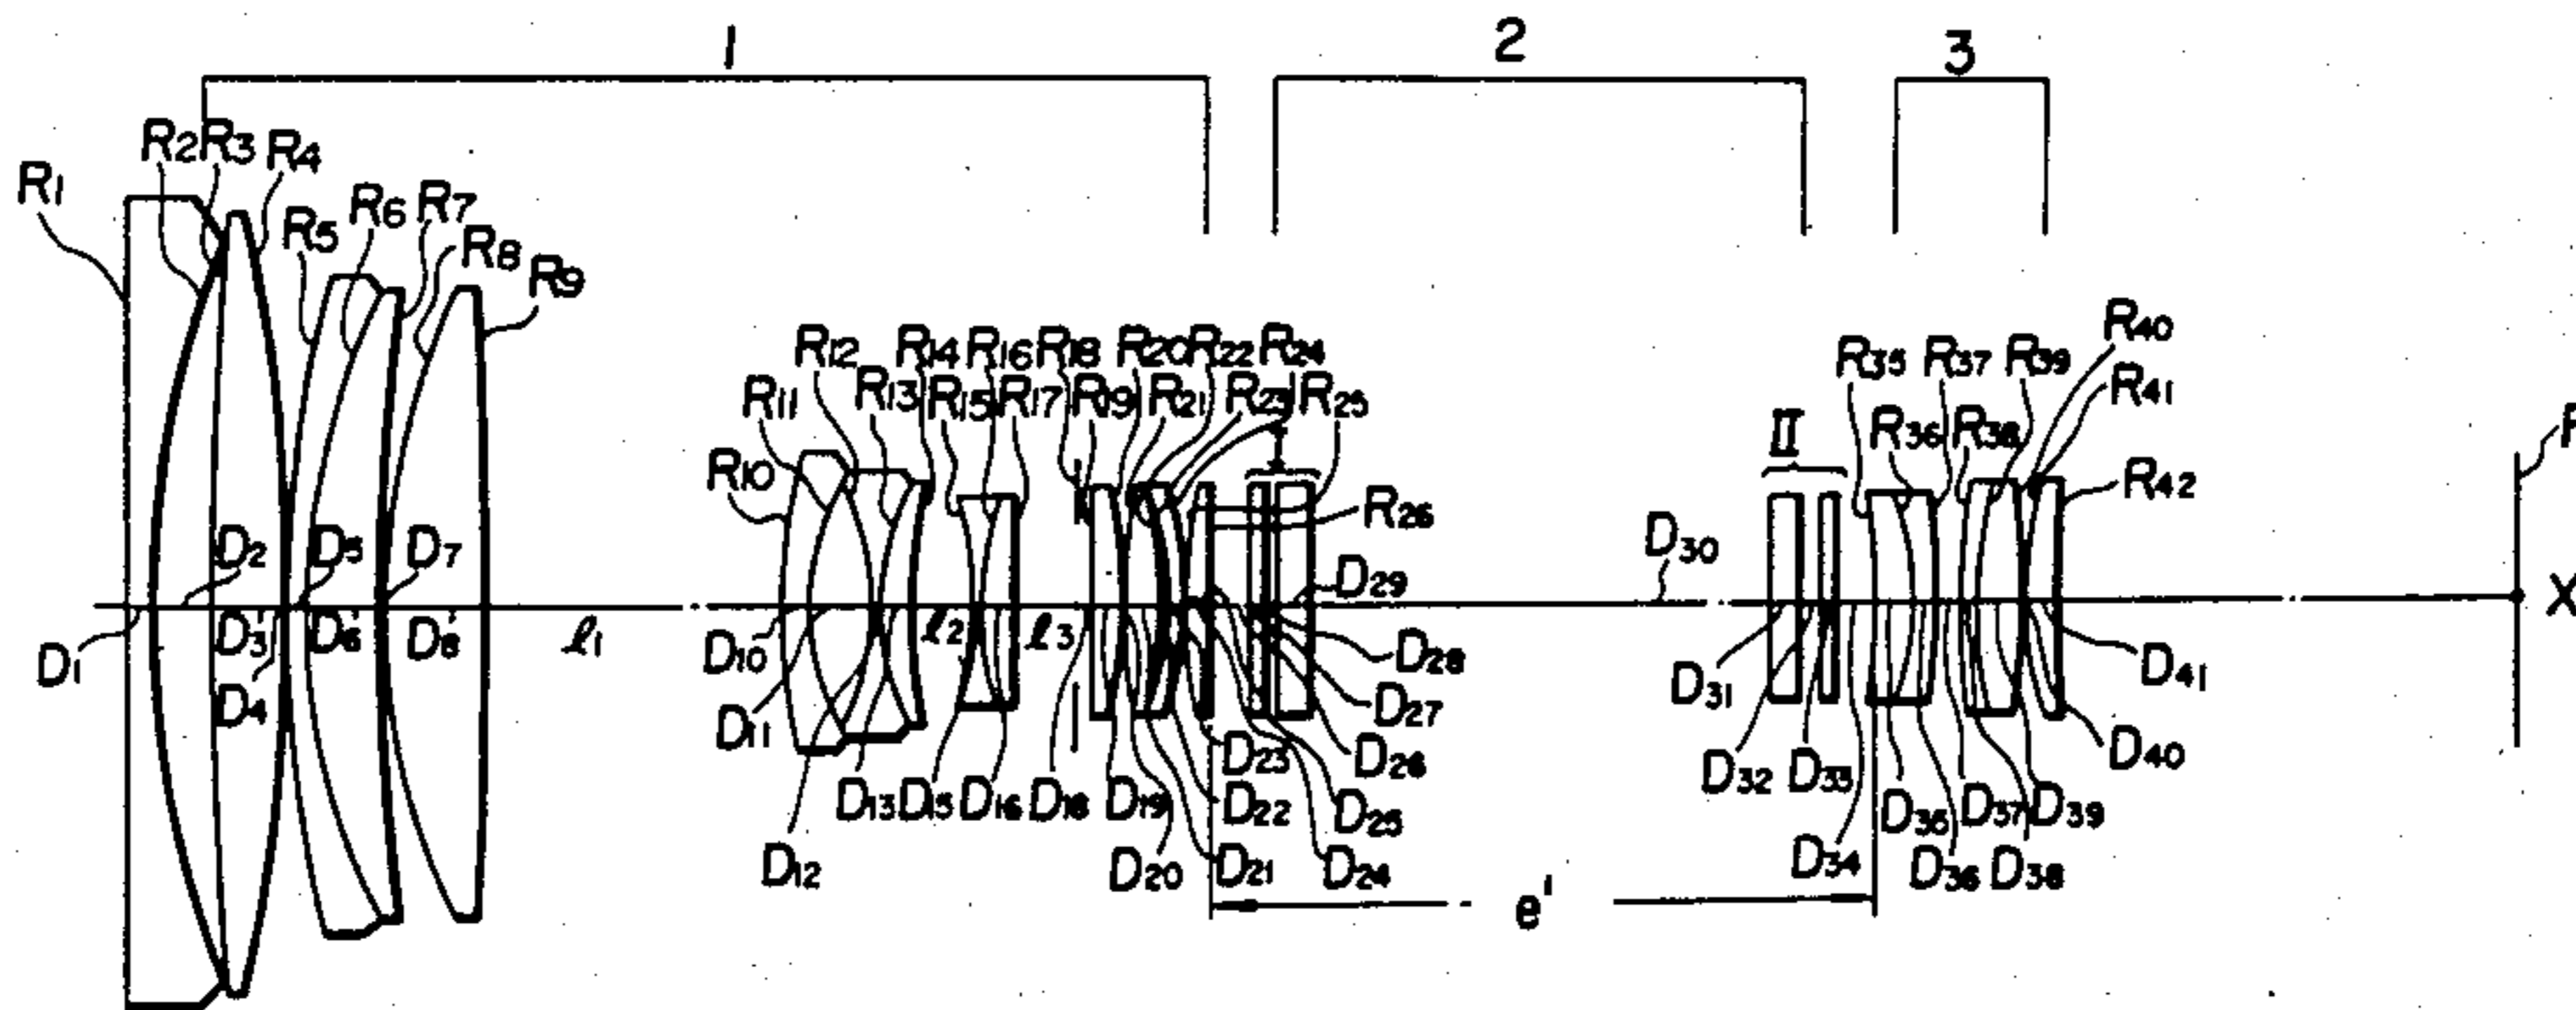 1 2 3
R1 R2 R3 R4 R5 R6 R7 R8 R9
R10 R11 R12 R13 R14 R15 R16 R17 R18 R19 R20 R21 R22 R23 R24 R25
I
R26
II
R35 R36 R37 R38 R39 R40 R41 R42
F
D2 D5 D7
D29 D30
X
D1 D3 D4 D6 D8 l1 D10 l2 l3
D28 D31 D41
D11 D27 D40
D12 D13 D15 D16 D18 D19 D20 D21 D22 D23 D24 D25 D26
D32 D33 D34 D35 D36 D37 D38 D39
e'